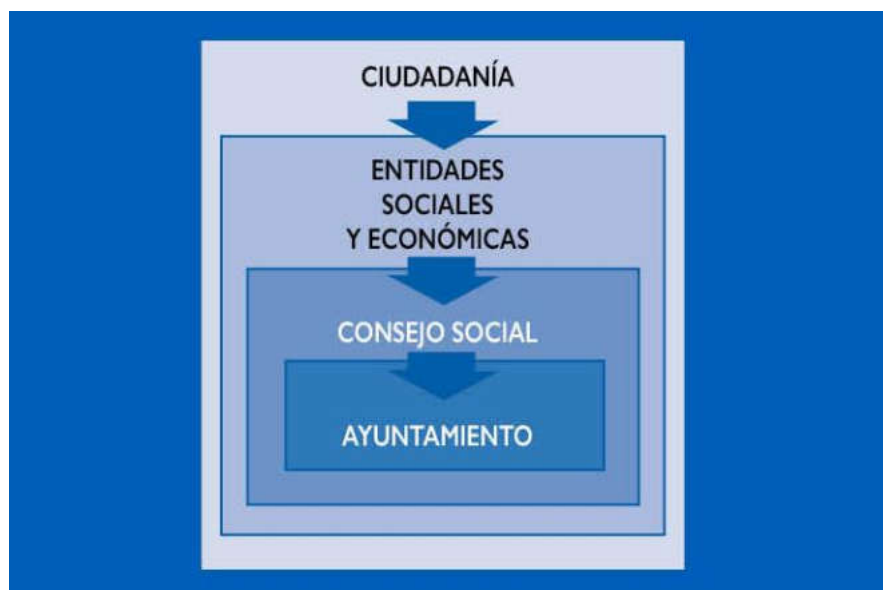 CIUDADANÍA
ENTIDADES
SOCIALES
Y ECONÓMICAS
CONSEJO SOCIAL
AYUNTAMIENTO